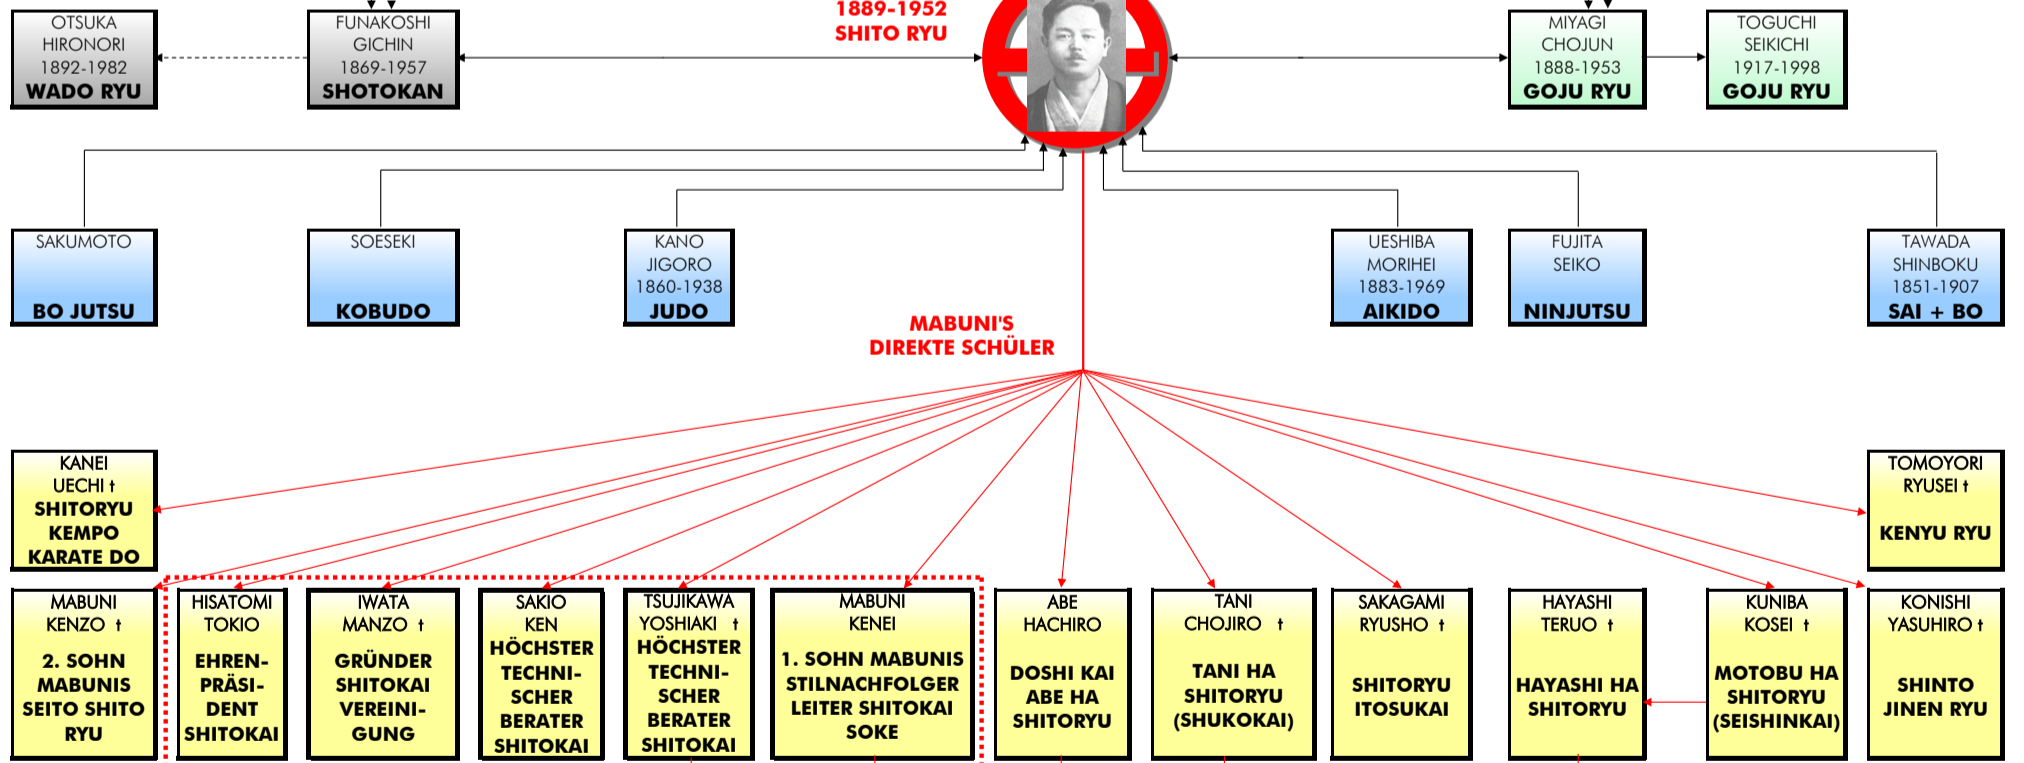 1889-1952
SHITO RYU
OTSUKA
HIRONORI
1892-1982
WADO RYU
FUNAKOSHI
GICHIN
1869-1957
SHOTOKAN
MIYAGI
CHOJUN
1888-1953
GOJU RYU
TOGUCHI
SEIKICHI
1917-1998
GOJU RYU
SAKUMOTO
BO JUTSU
SOESEKI
KOBUDO
KANO
JIGORO
1860-1938
JUDO
UESHIBA
MORIHEI
1883-1969
AIKIDO
FUJITA
SEIKO
NINJUTSU
TAWADA
SHINBOKU
1851-1907
SAI + BO
MABUNI'S
DIREKTE SCHÜLER
KANEI
UECHI †
SHITORYU
KEMPO
KARATE DO
TOMOYORI
RYUSEI †
KENYU RYU
MABUNI
KENZO †
2. SOHN
MABUNIS
SEITO SHITO
RYU
HISATOMI
TOKIO
EHREN-
PRÄSI-
DENT
SHITOKAI
IWATA
MANZO †
GRÜNDER
SHITOKAI
VEREINI-
GUNG
SAKIO
KEN
HÖCHSTER
TECHNI-
SCHER
BERATER
SHITOKAI
TSUJIKAWA
YOSHIAKI †
HÖCHSTER
TECHNI-
SCHER
BERATER
SHITOKAI
MABUNI
KENEI
1. SOHN MABUNIS
STILNACHFOLGER
LEITER SHITOKAI
SOKE
ABE
HACHIRO
DOSHI KAI
ABE HA
SHITORYU
TANI
CHOJIRO †
TANI HA
SHITORYU
(SHUKOKAI)
SAKAGAMI
RYUSHO †
SHITORYU
ITOSUKAI
HAYASHI
TERUO †
HAYASHI HA
SHITORYU
KUNIBA
KOSEI †
MOTOBU HA
SHITORYU
(SEISHINKAI)
KONISHI
YASUHIRO †
SHINTO
JINEN RYU